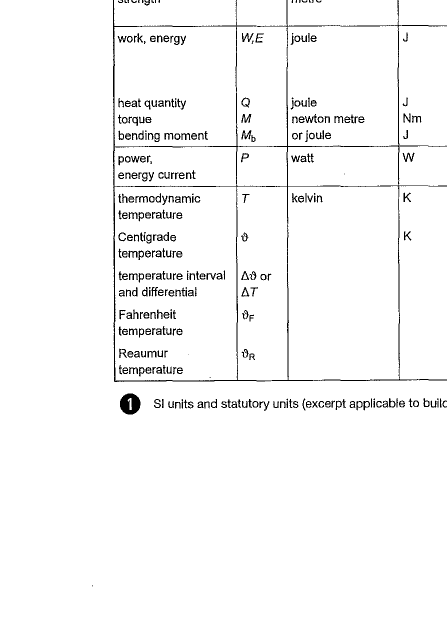 strength metre
work, energy W,E joule J
heat quantity Q joule J
torque M newton metre Nm
bending moment Mb or joule J
power, P watt W
energy current
thermodynamic T kelvin K
temperature
Centigrade ϑ K
temperature
temperature interval Δϑ or
and differential ΔT
Fahrenheit ϑF
temperature
Reaumur ϑR
temperature
1 SI units and statutory units (excerpt applicable to build